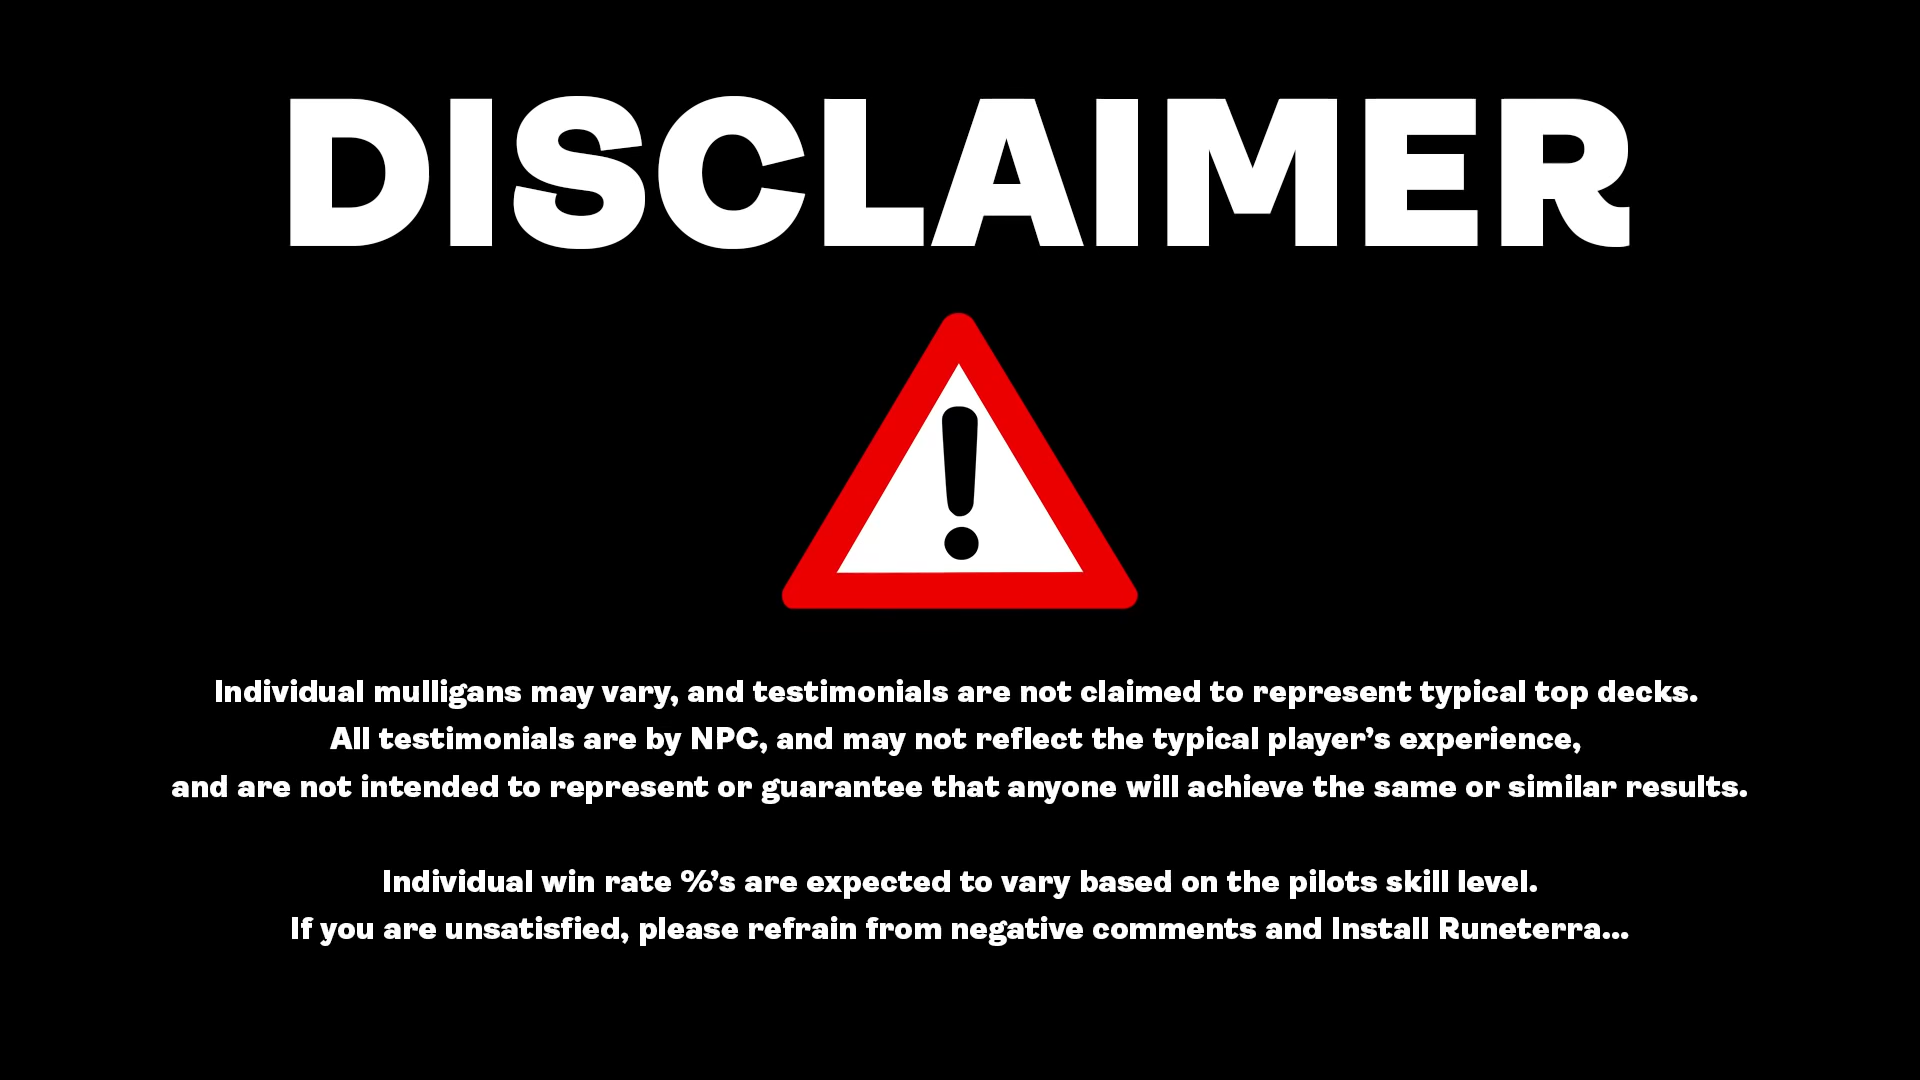 DISCLAIMER
Individual mulligans may vary, and testimonials are not claimed to represent typical top decks.
All testimonials are by NPC, and may not reflect the typical player’s experience,
and are not intended to represent or guarantee that anyone will achieve the same or similar results.
Individual win rate %’s are expected to vary based on the pilots skill level.
If you are unsatisfied, please refrain from negative comments and Install Runeterra...